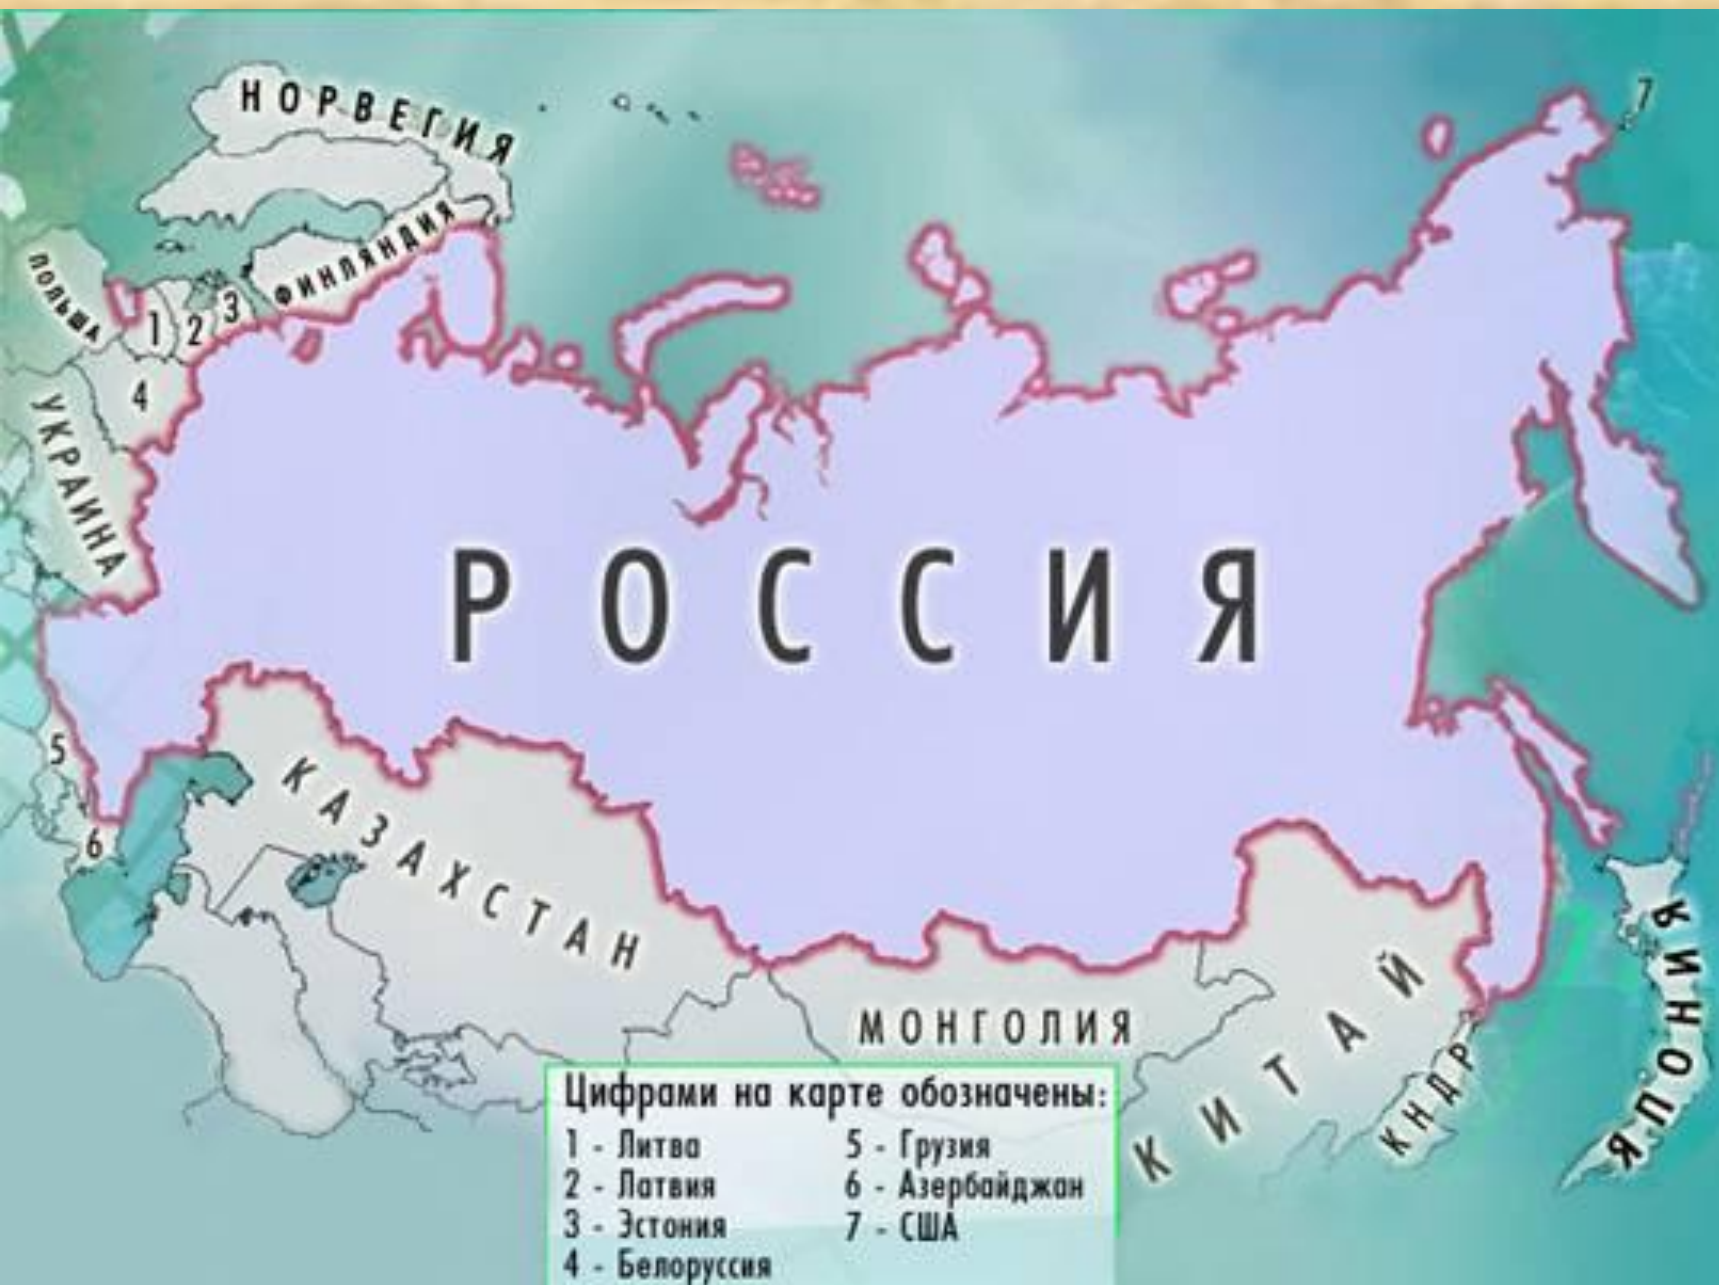 НОРВЕГИЯ
7
ФИНЛЯНДИЯ
ПОЛЬША
1
2
3
4
УКРАИНА
РОССИЯ
5
6
КАЗАХСТАН
МОНГОЛИЯ
КИТАЙ
КНДР
ЯПОНИЯ
Цифрами на карте обозначены:
1 - Литва
2 - Латвия
3 - Эстония
4 - Белоруссия
5 - Грузия
6 - Азербайджан
7 - США